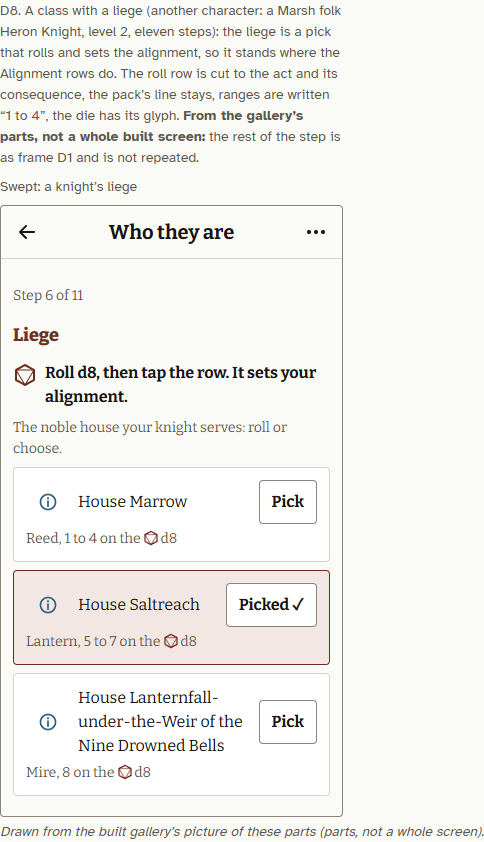 D8. A class with a liege (another character: a Marsh folk
Heron Knight, level 2, eleven steps): the liege is a pick
that rolls and sets the alignment, so it stands where the
Alignment rows do. The roll row is cut to the act and its
consequence, the pack’s line stays, ranges are written
“1 to 4”, the die has its glyph. From the gallery’s
parts, not a whole built screen: the rest of the step is
as frame D1 and is not repeated.
Swept: a knight’s liege
Who they are
Step 6 of 11
Liege
Roll d8, then tap the row. It sets your
alignment.
The noble house your knight serves: roll or
choose.
House Marrow
Pick
Reed, 1 to 4 on the d8
House Saltreach
Picked ✓
Lantern, 5 to 7 on the d8
House Lanternfall-
under-the-Weir of the
Nine Drowned Bells
Pick
Mire, 8 on the d8
Drawn from the built gallery’s picture of these parts (parts, not a whole screen).